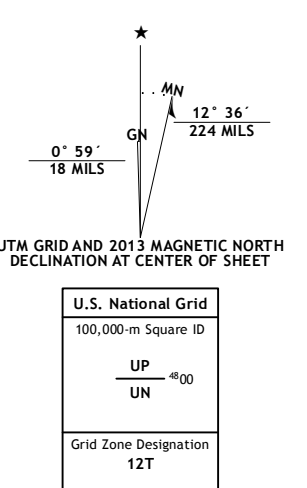 ★
MN
12° 36´
224 MILS
GN
0° 59´
18 MILS
UTM GRID AND 2013 MAGNETIC NORTH
DECLINATION AT CENTER OF SHEET
U.S. National Grid
100,000-m Square ID
UP
4800
UN
Grid Zone Designation
12T